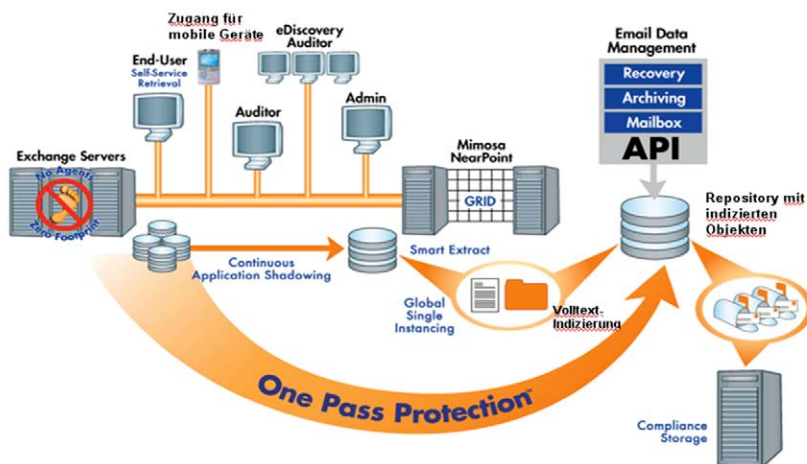 Zugang für
mobile Geräte
eDiscovery
Auditor
End-User
Self-Service
Retrieval
Auditor
Admin
Email Data
Management
Recovery
Archiving
Mailbox
API
Exchange Servers
No Agents
Zero Footprint
Mimosa
NearPoint
GRID
Repository mit
indizierten
Objekten
Continuous
Application Shadowing
Smart Extract
Global
Single
Instancing
Volltext-
Indizierung
One Pass Protection™
Compliance
Storage